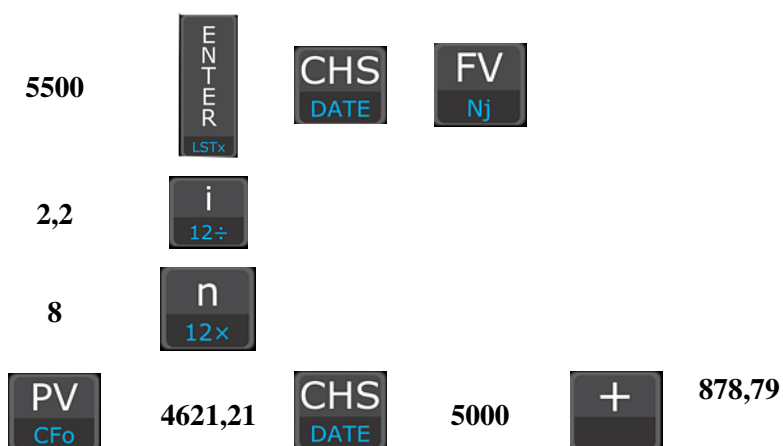 5500 ENTER LSTx CHS DATE FV Nj
2,2 i 12÷
8 n 12×
PV CFo 4621,21 CHS DATE 5000 + 878,79